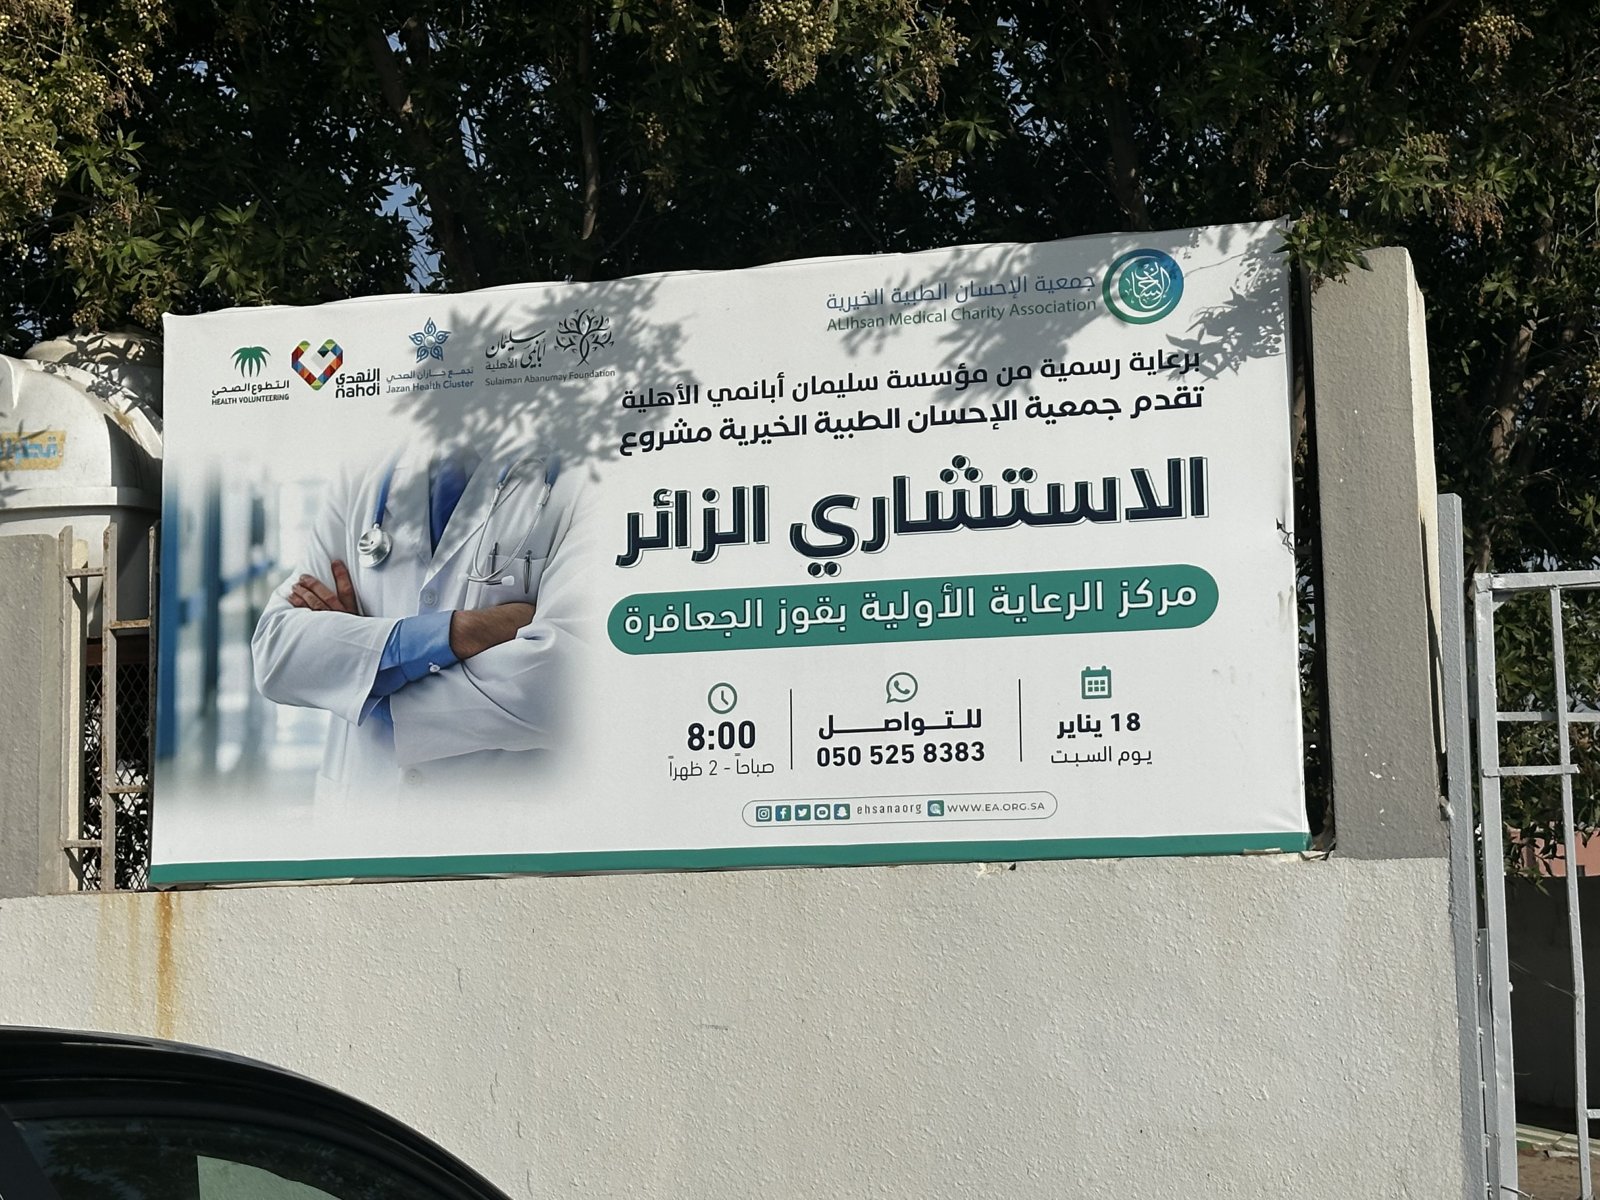 جمعية الإحسان الطبية الخيرية
ALIhsan Medical Charity Association
سليمان أبانمي الأهلية
Sulaiman Abanumay Foundation
تجمع جازان الصحي
Jazan Health Cluster
النهدي
nahdi
التطوع الصحي
HEALTH VOLUNTEERING
برعاية رسمية من مؤسسة سليمان أبانمي الأهلية
تقدم جمعية الإحسان الطبية الخيرية مشروع
الاستشاري الزائر
مركز الرعاية الأولية بقوز الجعافرة
18 يناير
يوم السبت
للتواصل
050 525 8383
8:00
صباحاً - 2 ظهراً
ehsanaorg WWW.EA.ORG.SA